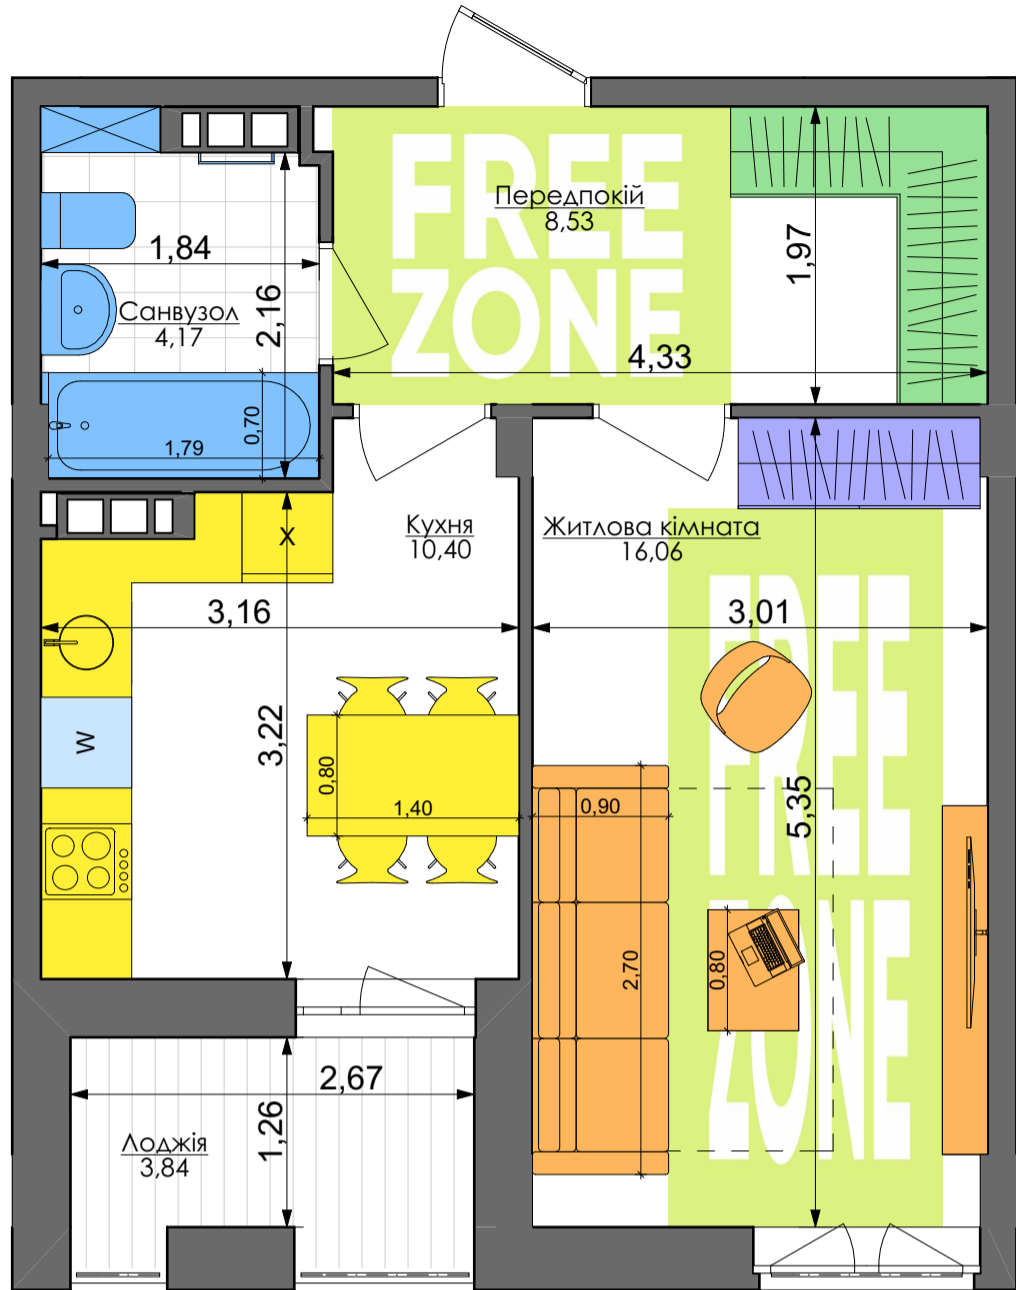 FREE
ZONE
Передпокій
8,53
1,97
4,33
1,84
2,16
Санвузол
4,17
0,70
1,79
Кухня
10,40
X
3,16
3,22
W
0,80
1,40
Житлова кімната
16,06
3,01
FREE
ZONE
5,35
0,90
2,70
0,80
2,67
1,26
Лоджія
3,84